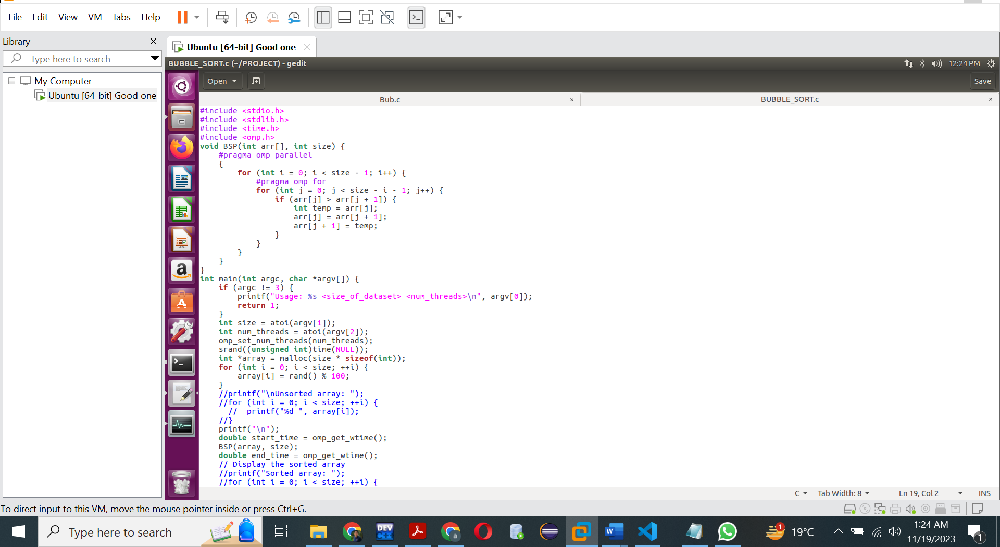 File Edit View VM Tabs Help
Library
Type here to search
My Computer
Ubuntu [64-bit] Good one
Ubuntu [64-bit] Good one
BUBBLE_SORT.c (~/PROJECT) - gedit
12:24 PM
Open
Save
Bub.c
BUBBLE_SORT.c
#include <stdio.h>
#include <stdlib.h>
#include <time.h>
#include <omp.h>
void BSP(int arr[], int size) {
    #pragma omp parallel
    {
        for (int i = 0; i < size - 1; i++) {
            #pragma omp for
            for (int j = 0; j < size - i - 1; j++) {
                if (arr[j] > arr[j + 1]) {
                    int temp = arr[j];
                    arr[j] = arr[j + 1];
                    arr[j + 1] = temp;
                }
            }
        }
    }
}
int main(int argc, char *argv[]) {
    if (argc != 3) {
        printf("Usage: %s <size_of_dataset> <num_threads>\n", argv[0]);
        return 1;
    }
    int size = atoi(argv[1]);
    int num_threads = atoi(argv[2]);
    omp_set_num_threads(num_threads);
    srand((unsigned int)time(NULL));
    int *array = malloc(size * sizeof(int));
    for (int i = 0; i < size; ++i) {
        array[i] = rand() % 100;
    }
    //printf("\nUnsorted array: ");
    //for (int i = 0; i < size; ++i) {
      //  printf("%d ", array[i]);
    //}
    printf("\n");
    double start_time = omp_get_wtime();
    BSP(array, size);
    double end_time = omp_get_wtime();
    // Display the sorted array
    //printf("Sorted array: ");
    //for (int i = 0; i < size; ++i) {
C Tab Width: 8 Ln 19, Col 2 INS
To direct input to this VM, move the mouse pointer inside or press Ctrl+G.
Type here to search
DEV C++
a
W
1
19°C
1:24 AM
11/19/2023
1